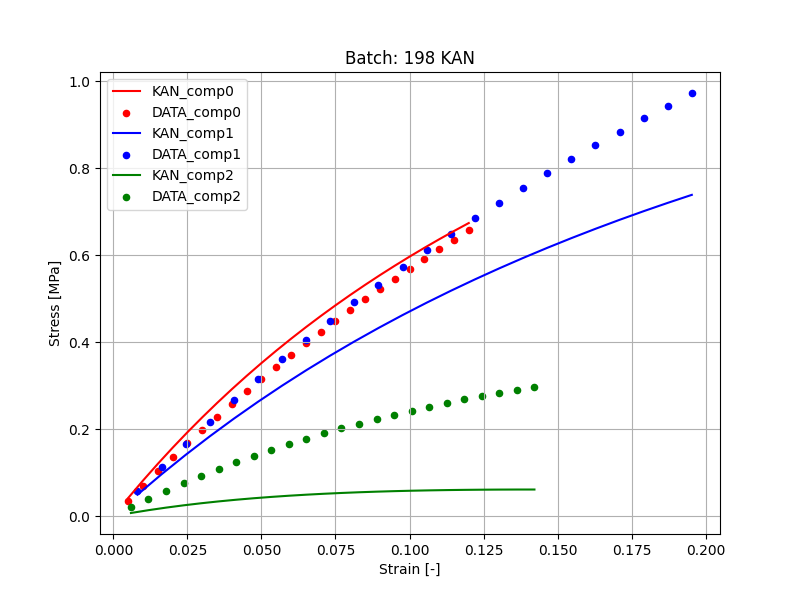 Batch: 198 KAN
KAN_comp0
DATA_comp0
KAN_comp1
DATA_comp1
KAN_comp2
DATA_comp2
1.0
0.8
0.6
0.4
0.2
0.0
Stress [MPa]
0.000 0.025 0.050 0.075 0.100 0.125 0.150 0.175 0.200
Strain [-]